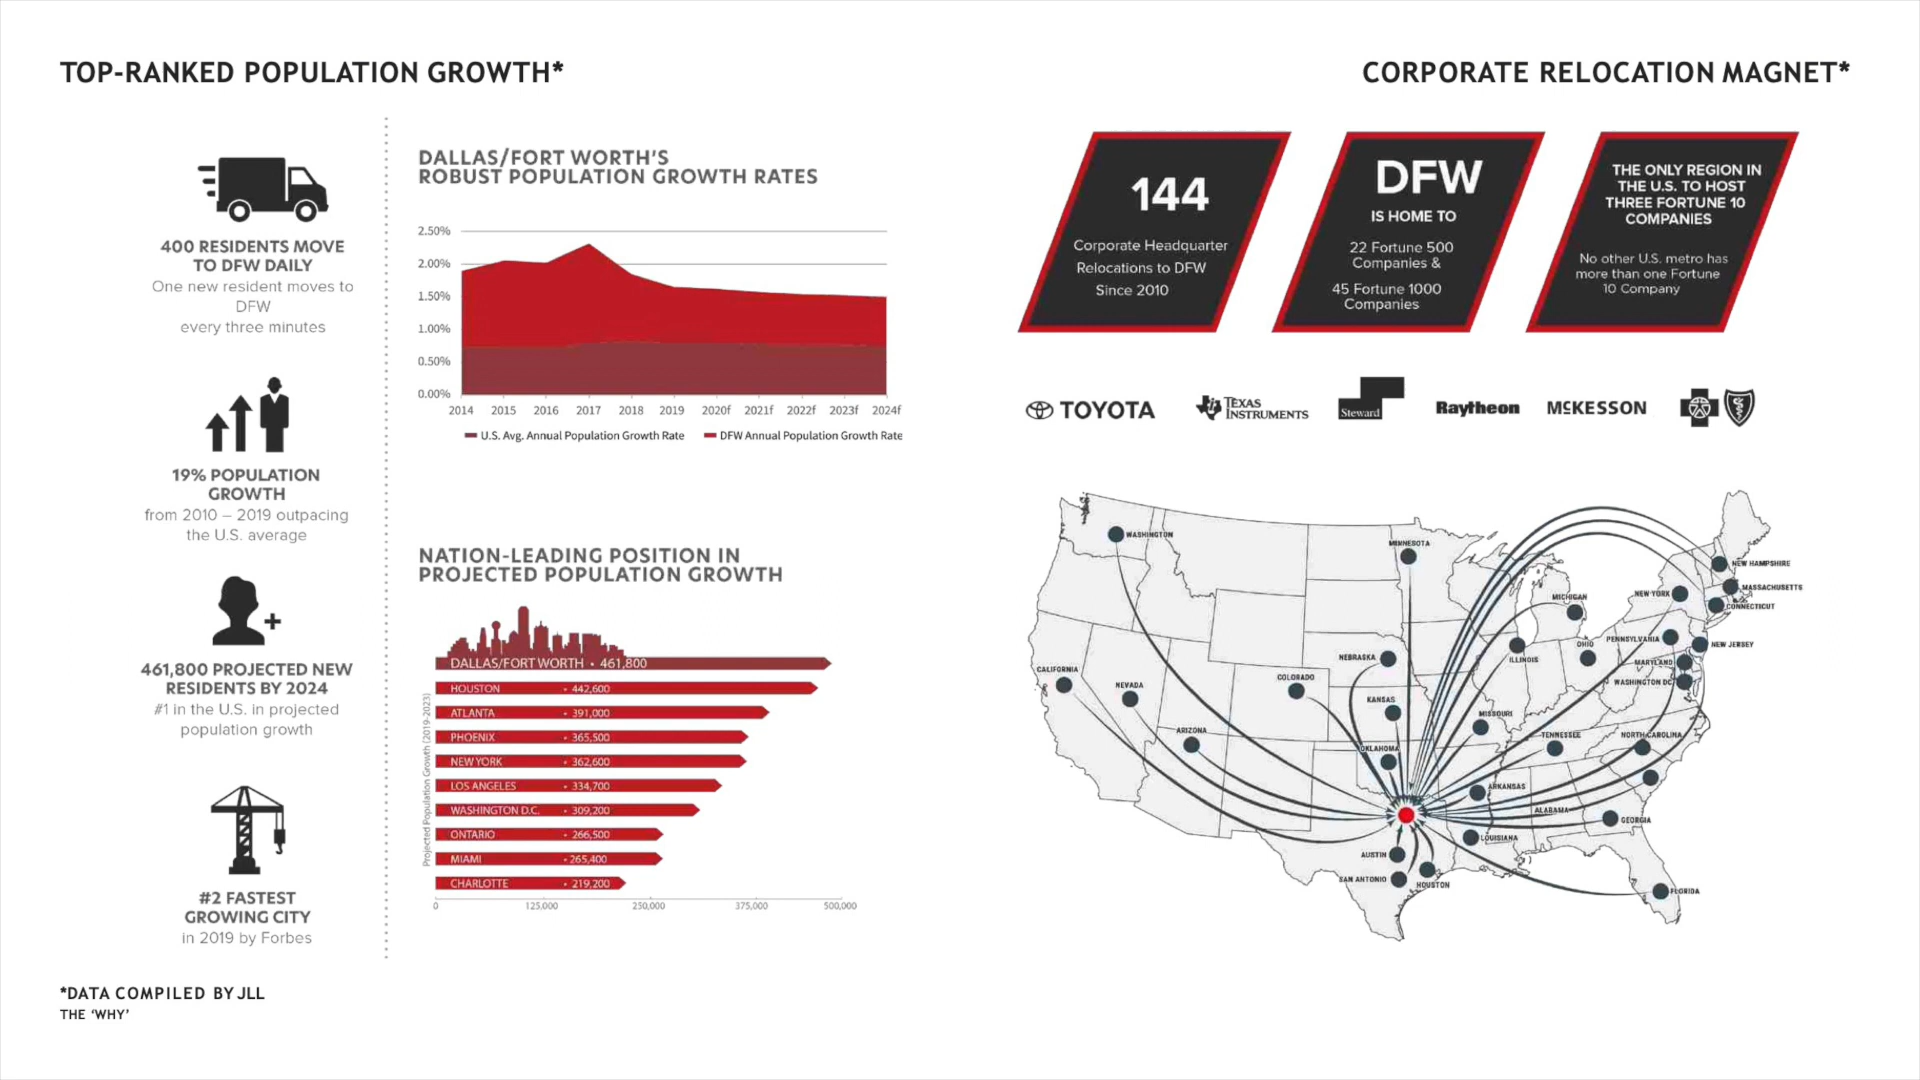 TOP-RANKED POPULATION GROWTH*
CORPORATE RELOCATION MAGNET*
400 RESIDENTS MOVE
TO DFW DAILY
One new resident moves to
DFW
every three minutes
19% POPULATION
GROWTH
from 2010 – 2019 outpacing
the U.S. average
461,800 PROJECTED NEW
RESIDENTS BY 2024
#1 in the U.S. in projected
population growth
#2 FASTEST
GROWING CITY
in 2019 by Forbes
DALLAS/FORT WORTH'S
ROBUST POPULATION GROWTH RATES
2.50%
2.00%
1.50%
1.00%
0.50%
0.00%
2014 2015 2016 2017 2018 2019 2020f 2021f 2022f 2023f 2024f
U.S. Avg. Annual Population Growth Rate DFW Annual Population Growth Rate
NATION-LEADING POSITION IN
PROJECTED POPULATION GROWTH
Projected Population Growth (2019-2023)
DALLAS/FORT WORTH • 461,800
HOUSTON • 442,600
ATLANTA • 391,000
PHOENIX • 365,500
NEW YORK • 362,600
LOS ANGELES • 334,700
WASHINGTON D.C. • 309,200
ONTARIO • 266,500
MIAMI • 265,400
CHARLOTTE • 219,200
0 125,000 250,000 375,000 500,000
144
Corporate Headquarter
Relocations to DFW
Since 2010
DFW
IS HOME TO
22 Fortune 500
Companies &
45 Fortune 1000
Companies
THE ONLY REGION IN
THE U.S. TO HOST
THREE FORTUNE 10
COMPANIES
No other U.S. metro has
more than one Fortune
10 Company
TOYOTA
TEXAS
INSTRUMENTS
Steward
Raytheon
MCKESSON
WASHINGTON
MINNESOTA
NEW HAMPSHIRE
MASSACHUSETTS
MICHIGAN
NEW YORK
CONNECTICUT
PENNSYLVANIA
OHIO
NEW JERSEY
NEBRASKA
ILLINOIS
MARYLAND
CALIFORNIA
COLORADO
WASHINGTON DC
NEVADA
KANSAS
MISSOURI
ARIZONA
TENNESSEE
NORTH CAROLINA
OKLAHOMA
ARKANSAS
ALABAMA
GEORGIA
LOUISIANA
AUSTIN
SAN ANTONIO
HOUSTON
FLORIDA
*DATA COMPILED BY JLL
THE ‘WHY’